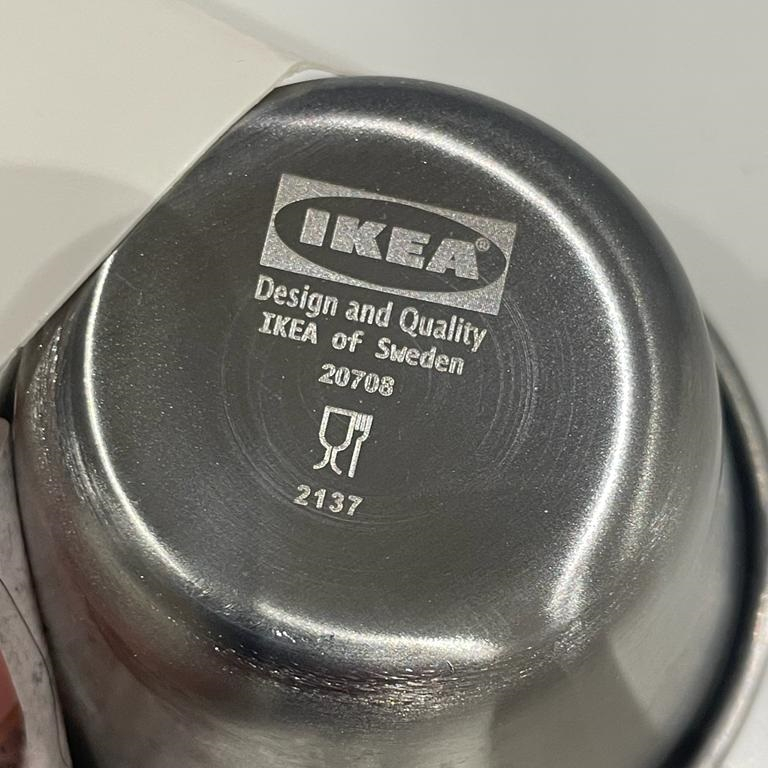 IKEA®
Design and Quality
IKEA of Sweden
20708
2137